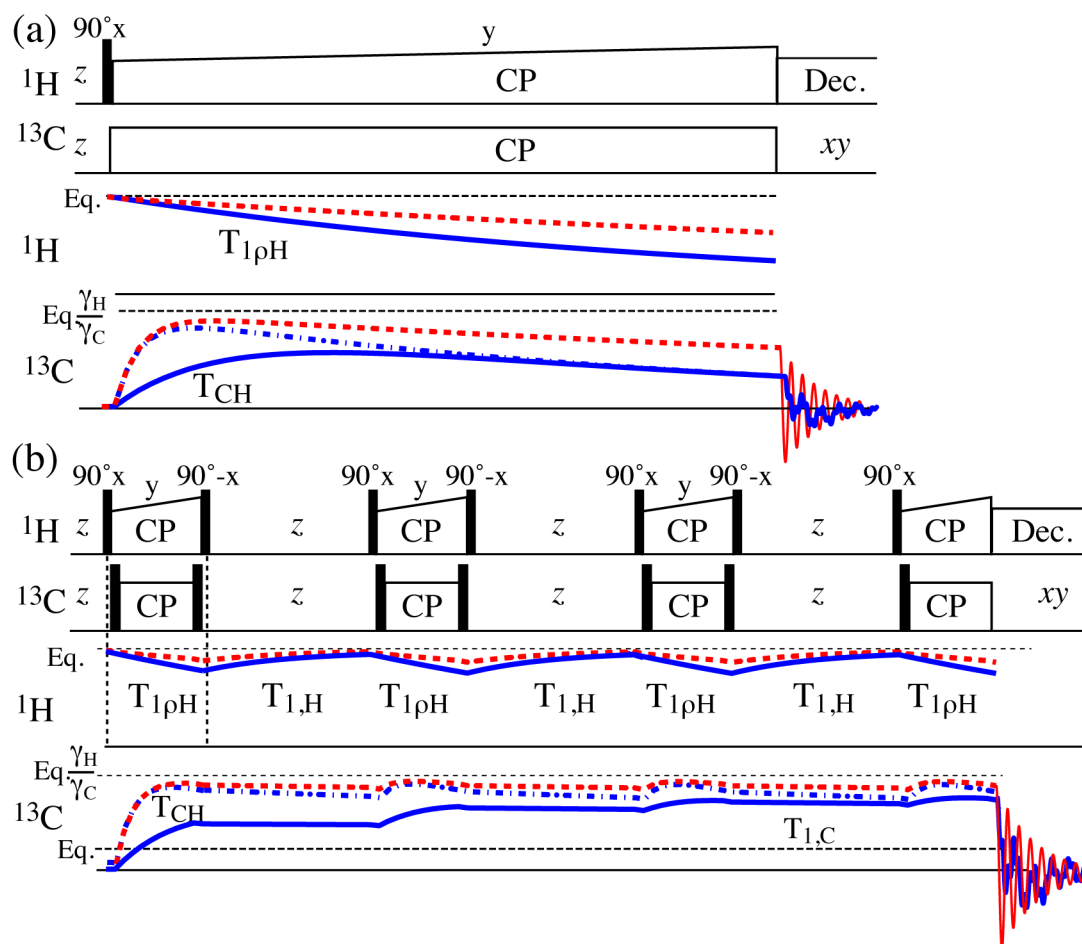 (a)
90°x
y
¹H z CP Dec.
¹³C z CP xy
Eq.
¹H T₁ρH
Eq. γH/γC
¹³C TCH
(b)
90°x y 90°-x 90°x y 90°-x 90°x y 90°-x 90°x
¹H z CP z CP z CP z CP Dec.
¹³C z CP z CP z CP z CP xy
Eq.
¹H T₁ρH T₁,H T₁ρH T₁,H T₁ρH T₁,H T₁ρH
Eq. γH/γC
¹³C TCH
T₁,C
Eq.